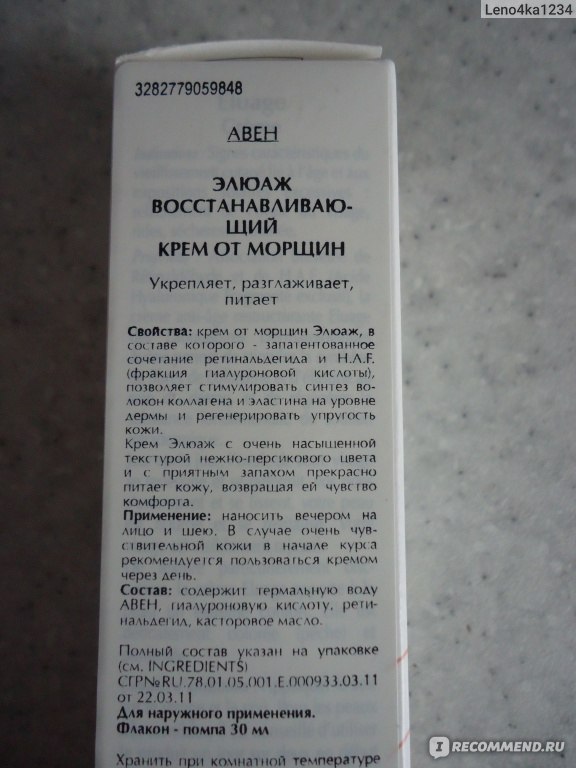 Leno4ka1234
3282779059848
АВЕН
ЭЛЮАЖ
ВОССТАНАВЛИВАЮ-
ЩИЙ
КРЕМ ОТ МОРЩИН
Укрепляет, разглаживает,
питает
Свойства: крем от морщин Элюаж, в
составе которого - запатентованное
сочетание ретинальдегида и H.A.F.
(фракция гиалуроновой кислоты),
позволяет стимулировать синтез во-
локон коллагена и эластина на уровне
дермы и регенерировать упругость
кожи.
Крем Элюаж с очень насыщенной
текстурой нежно-персикового цвета
и с приятным запахом прекрасно
питает кожу, возвращая ей чувство
комфорта.
Применение: наносить вечером на
лицо и шею. В случае очень чув-
ствительной кожи в начале курса
рекомендуется пользоваться кремом
через день.
Состав: содержит термальную воду
АВЕН, гиалуроновую кислоту, рети-
нальдегид, касторовое масло.
Полный состав указан на упаковке
(см. INGREDIENTS)
СГР№RU.78.01.05.001.Е.000933.03.11
от 22.03.11
Для наружного применения.
Флакон - помпа 30 мл
Хранить при комнатной температуре
IRECOMMEND.RU